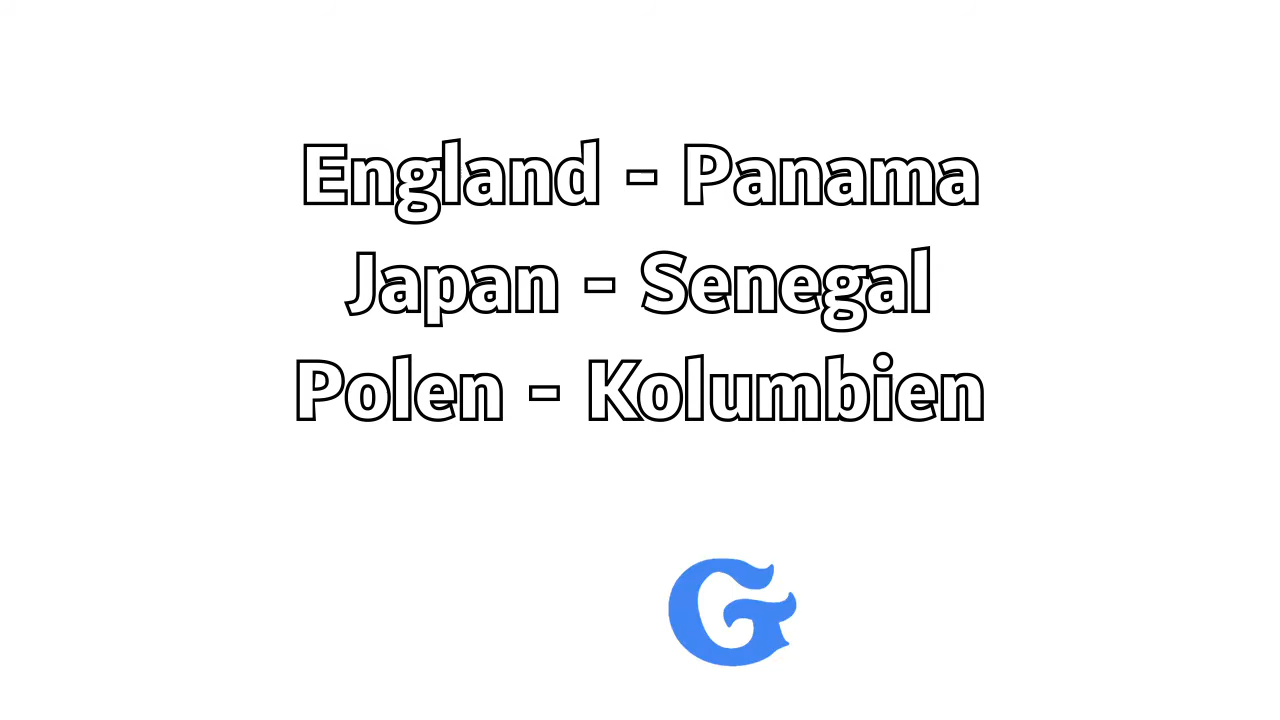 England - Panama
Japan - Senegal
Polen - Kolumbien
G